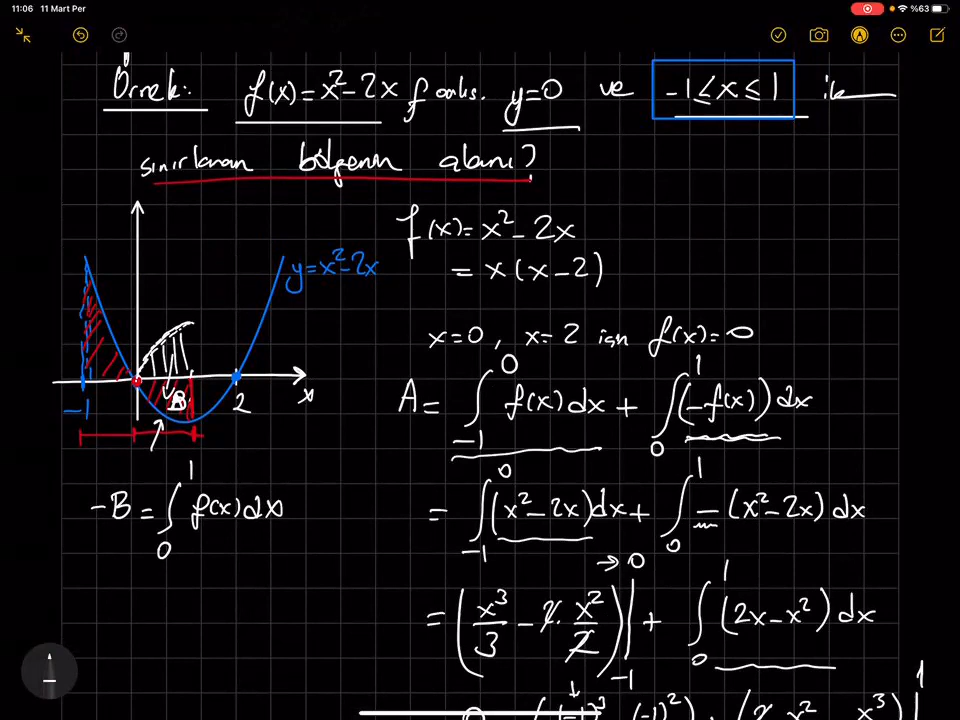 11:06 11 Mart Per %63
Örnek: f(x)=x²-2x fonks. y=0 ve -1≤x≤1 ile
sınırlanan bölgenin alanı?
y=x²-2x
-1 B 2 x
f(x)=x²-2x
=x(x-2)
x=0, x=2 için f(x)=0
A=∫₋₁⁰ f(x)dx+∫₀¹(-f(x))dx
-B=∫₀¹ f(x)dx
=∫₋₁⁰(x²-2x)dx+∫₀¹-(x²-2x)dx
=(x³/3-2·x²/2)|₋₁⁰+∫₀¹(2x-x²)dx